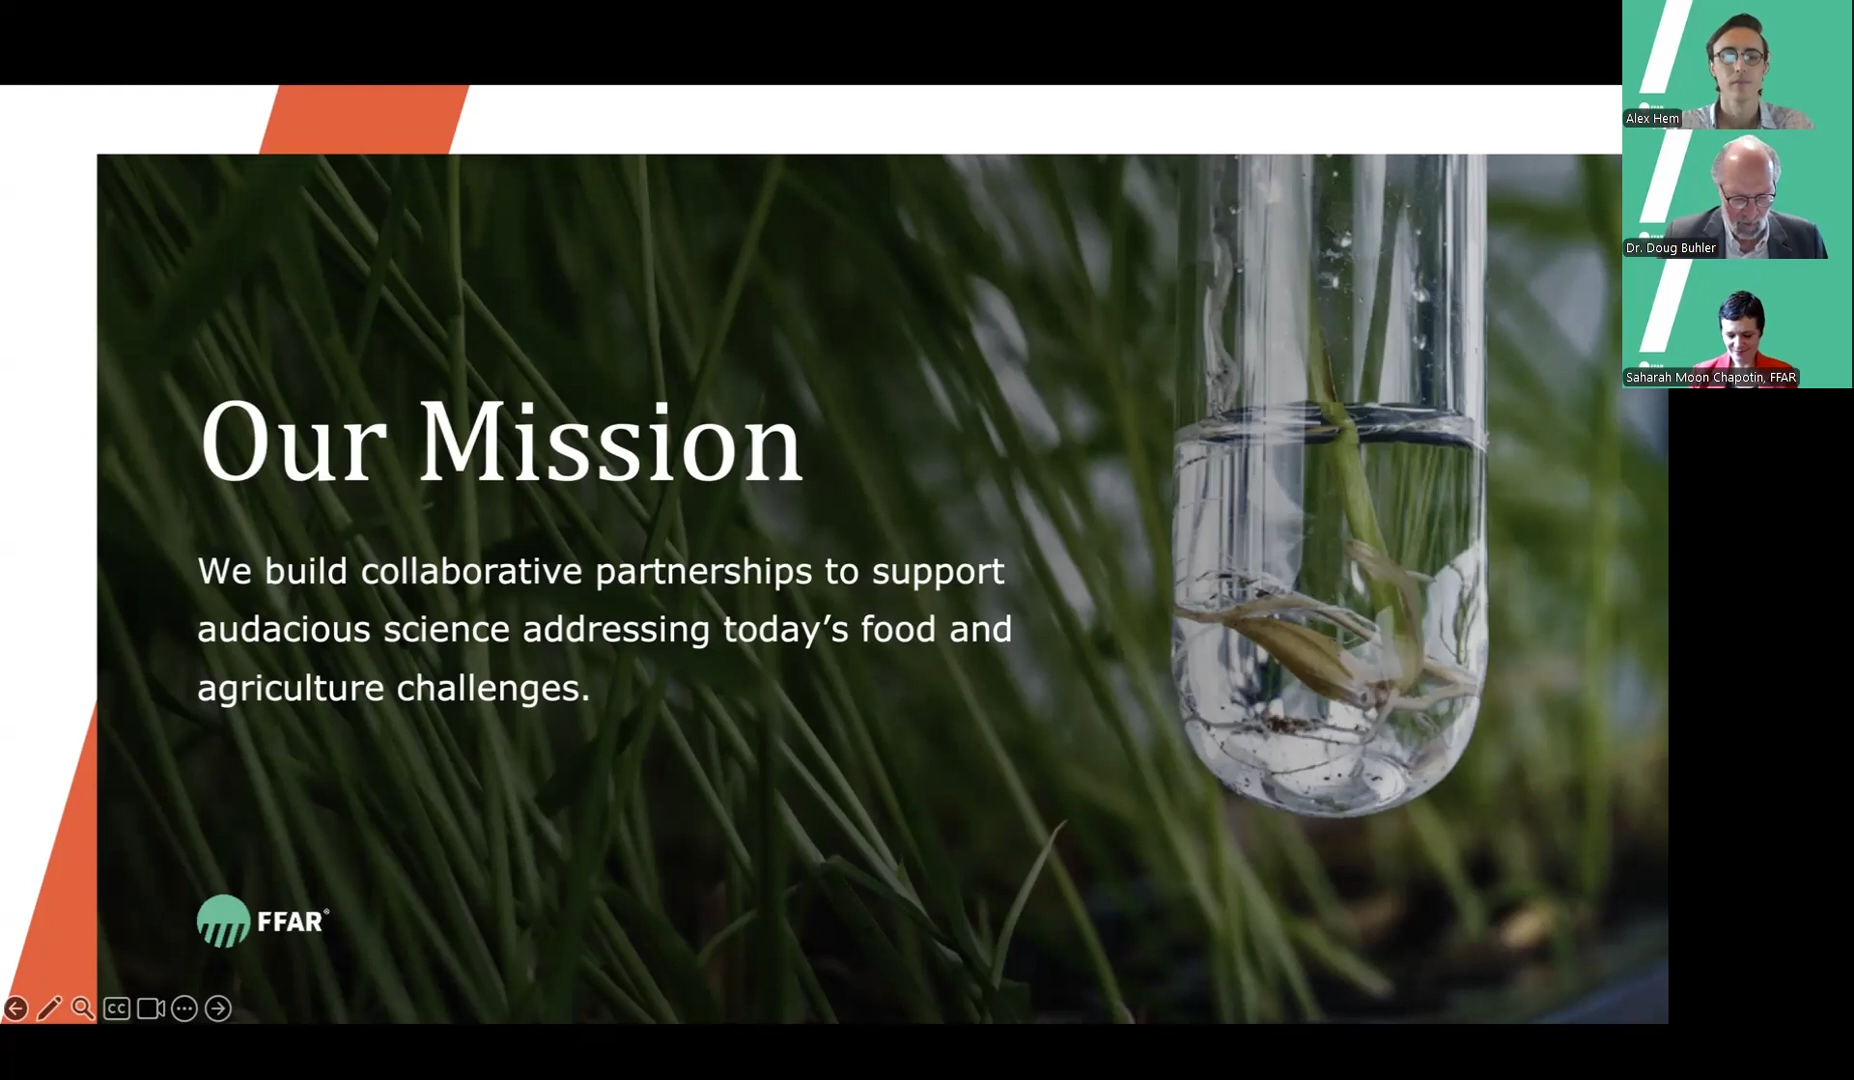 Alex Hem
Dr. Doug Buhler
Saharah Moon Chapotin, FFAR
Our Mission
We build collaborative partnerships to support
audacious science addressing today’s food and
agriculture challenges.
FFAR®
CC